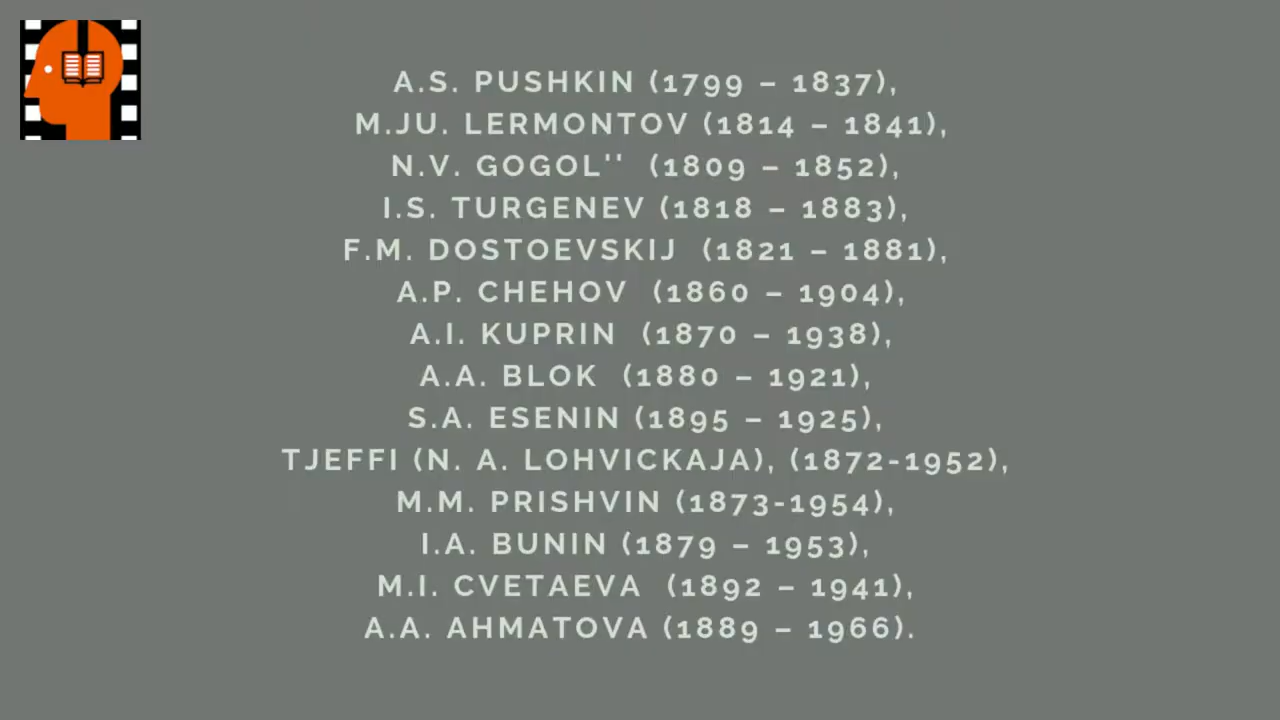 A.S. PUSHKIN (1799 – 1837),
M.JU. LERMONTOV (1814 – 1841),
N.V. GOGOL'' (1809 – 1852),
I.S. TURGENEV (1818 – 1883),
F.M. DOSTOEVSKIJ (1821 – 1881),
A.P. CHEHOV (1860 – 1904),
A.I. KUPRIN (1870 – 1938),
A.A. BLOK (1880 – 1921),
S.A. ESENIN (1895 – 1925),
TJEFFI (N. A. LOHVICKAJA), (1872-1952),
M.M. PRISHVIN (1873-1954),
I.A. BUNIN (1879 – 1953),
M.I. CVETAEVA (1892 – 1941),
A.A. AHMATOVA (1889 – 1966).